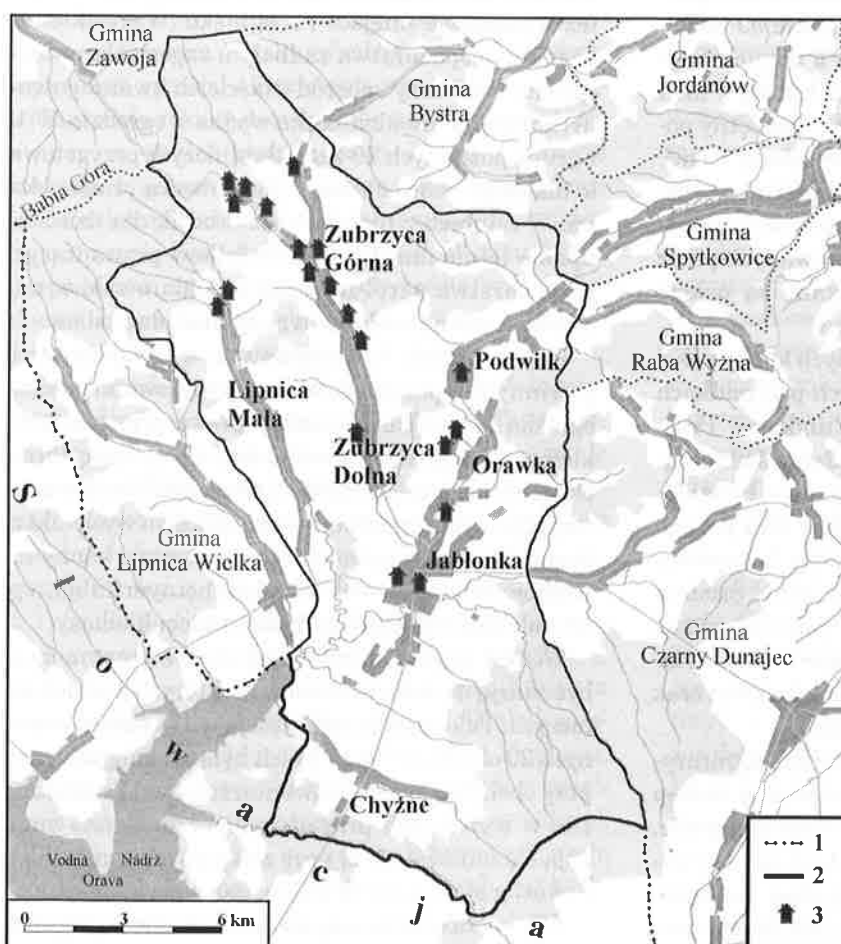 Gmina
Zawoja
Gmina
Bystra
Gmina
Jordanów
Babia Góra
Zubrzyca
Górna
Gmina
Spytkowice
Gmina
Raba Wyżna
Podwilk
Lipnica
Mała
Zubrzyca
Dolna
Orawka
Gmina
Lipnica Wielka
Jabłonka
Gmina
Czarny Dunajec
Chyżne
S ł o w a c j a
Vodná Nádrž
Orava
0 3 6 km
1
2
3